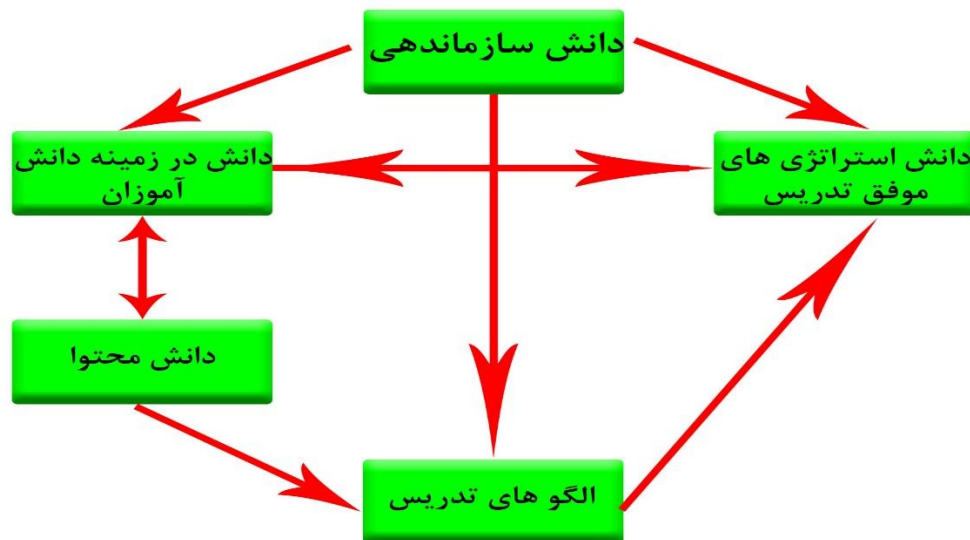 دانش سازماندهی
دانش استراتژی های
موفق تدریس
دانش در زمینه دانش
آموزان
دانش محتوا
الگو های تدریس